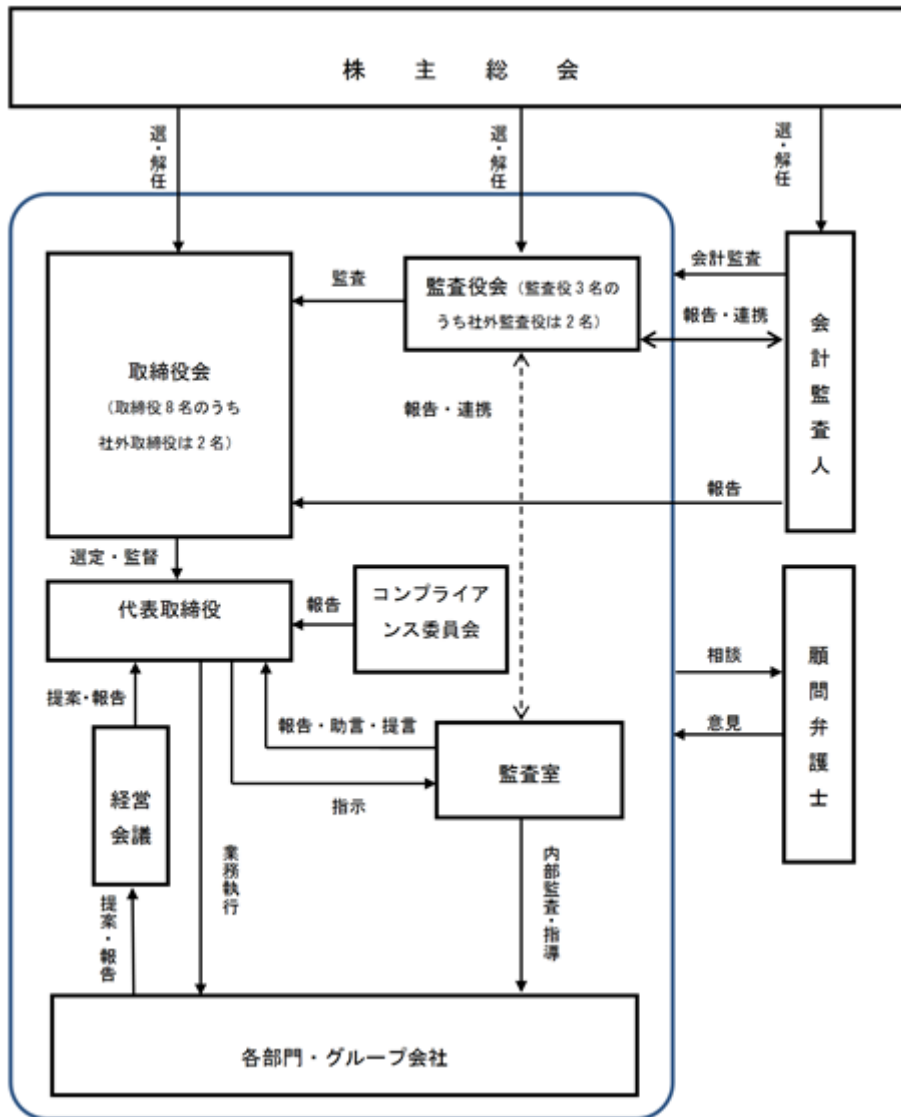 株主総会
選・解任
選・解任
選・解任
会計監査
監査
監査役会（監査役３名の
うち社外監査役は２名）
報告・連携
会計監査人
取締役会
（取締役８名のうち
社外取締役は２名）
報告・連携
報告
選定・監督
代表取締役
報告
コンプライア
ンス委員会
相談
意見
顧問弁護士
提案・報告
報告・助言・提言
監査室
指示
経営
会議
業務執行
内部監査・指導
提案・報告
各部門・グループ会社